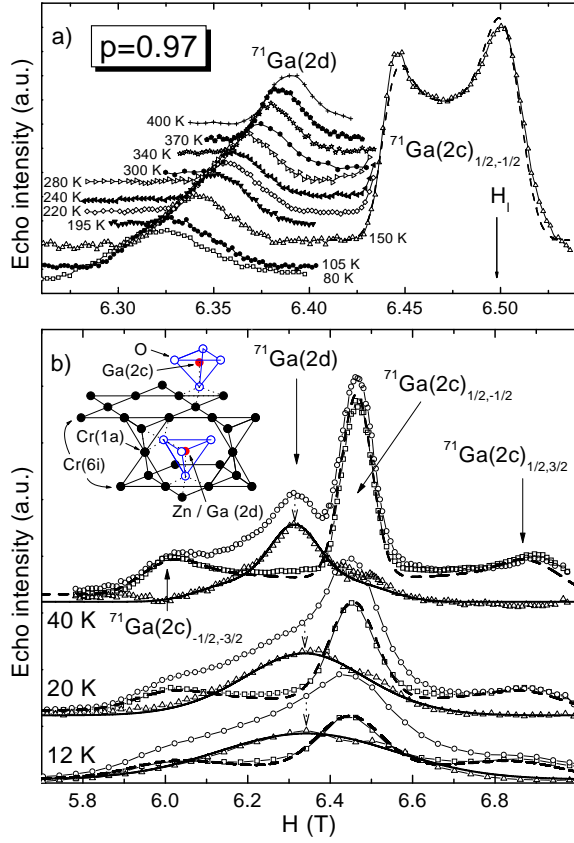 a)
p=0.97
⁷¹Ga(2d)
400 K
370 K
340 K
300 K
280 K
240 K
220 K
195 K
150 K
105 K
80 K
⁷¹Ga(2c)₁/₂,₋₁/₂
H_I
Echo intensity (a.u.)
6.30 6.35 6.40 6.45 6.50
b)
O
Ga(2c)
Cr(1a)
Cr(6i)
Zn / Ga (2d)
⁷¹Ga(2d)
⁷¹Ga(2c)₁/₂,₋₁/₂
⁷¹Ga(2c)₁/₂,₃/₂
⁷¹Ga(2c)₋₁/₂,₋₃/₂
40 K
20 K
12 K
Echo intensity (a.u.)
5.8 6.0 6.2 6.4 6.6 6.8
H (T)